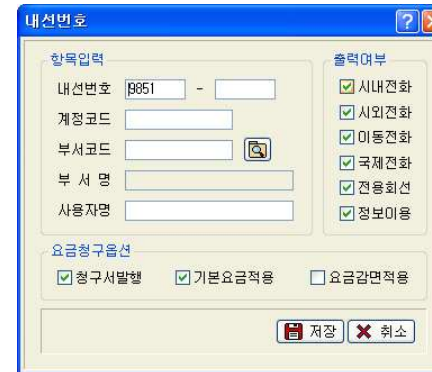 내선번호
항목입력
내선번호 9851 -
계정코드
부서코드
부 서 명
사용자명
출력여부
시내전화
시외전화
이동전화
국제전화
전용회선
정보이용
요금청구옵션
청구서발행 기본요금적용 요금감면적용
저장 취소